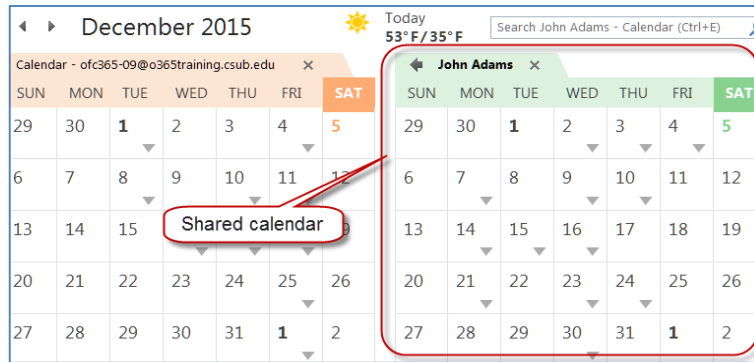 December 2015
Today
53°F/35°F
Search John Adams - Calendar (Ctrl+E)
Calendar - ofc365-09@o365training.csub.edu ×
John Adams ×
SUN MON TUE WED THU FRI SAT
SUN MON TUE WED THU FRI SAT
29 30 1 2 3 4 5
29 30 1 2 3 4 5
6 7 8 9 10 11 12
6 7 8 9 10 11 12
Shared calendar
13 14 15
13 14 15 16 17 18 19
20 21 22 23 24 25 26
20 21 22 23 24 25 26
27 28 29 30 31 1 2
27 28 29 30 31 1 2